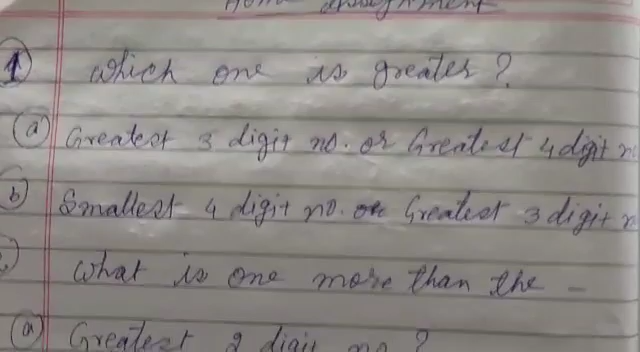 Home Assignment
1 Which one is greater?
(a) Greatest 3 digit no. or Greatest 4 digit
b) Smallest 4 digit no. or Greatest 3 digit
What is one more than the -
(a) Greatest 2 digit no?